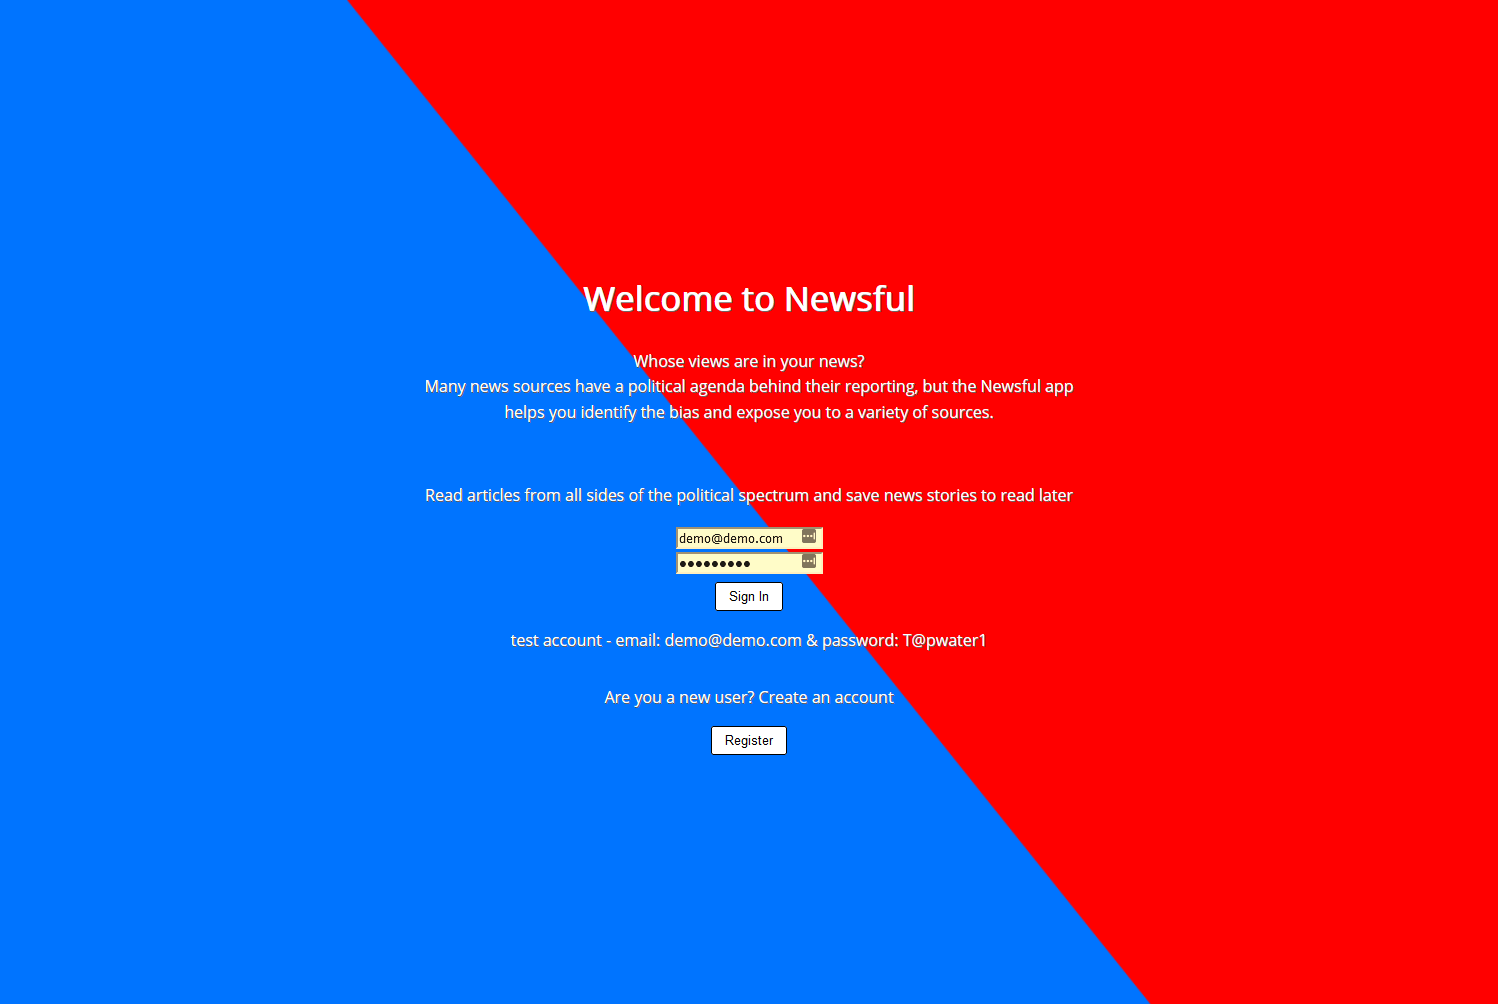 Welcome to Newsful
Whose views are in your news?
Many news sources have a political agenda behind their reporting, but the Newsful app
helps you identify the bias and expose you to a variety of sources.
Read articles from all sides of the political spectrum and save news stories to read later
demo@demo.com
●●●●●●●●●
Sign In
test account - email: demo@demo.com & password: T@pwater1
Are you a new user? Create an account
Register